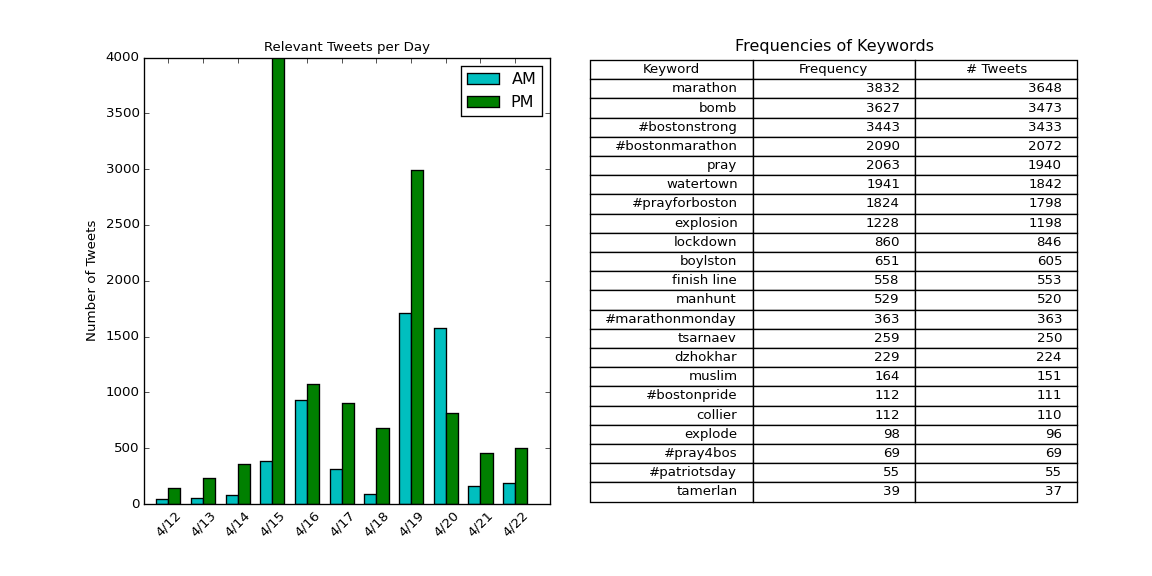 Relevant Tweets per Day
4000
3500
3000
2500
2000
1500
1000
500
0
Number of Tweets
AM
PM
4/12 4/13 4/14 4/15 4/16 4/17 4/18 4/19 4/20 4/21 4/22
Frequencies of Keywords
Keyword Frequency # Tweets
marathon 3832 3648
bomb 3627 3473
#bostonstrong 3443 3433
#bostonmarathon 2090 2072
pray 2063 1940
watertown 1941 1842
#prayforboston 1824 1798
explosion 1228 1198
lockdown 860 846
boylston 651 605
finish line 558 553
manhunt 529 520
#marathonmonday 363 363
tsarnaev 259 250
dzhokhar 229 224
muslim 164 151
#bostonpride 112 111
collier 112 110
explode 98 96
#pray4bos 69 69
#patriotsday 55 55
tamerlan 39 37